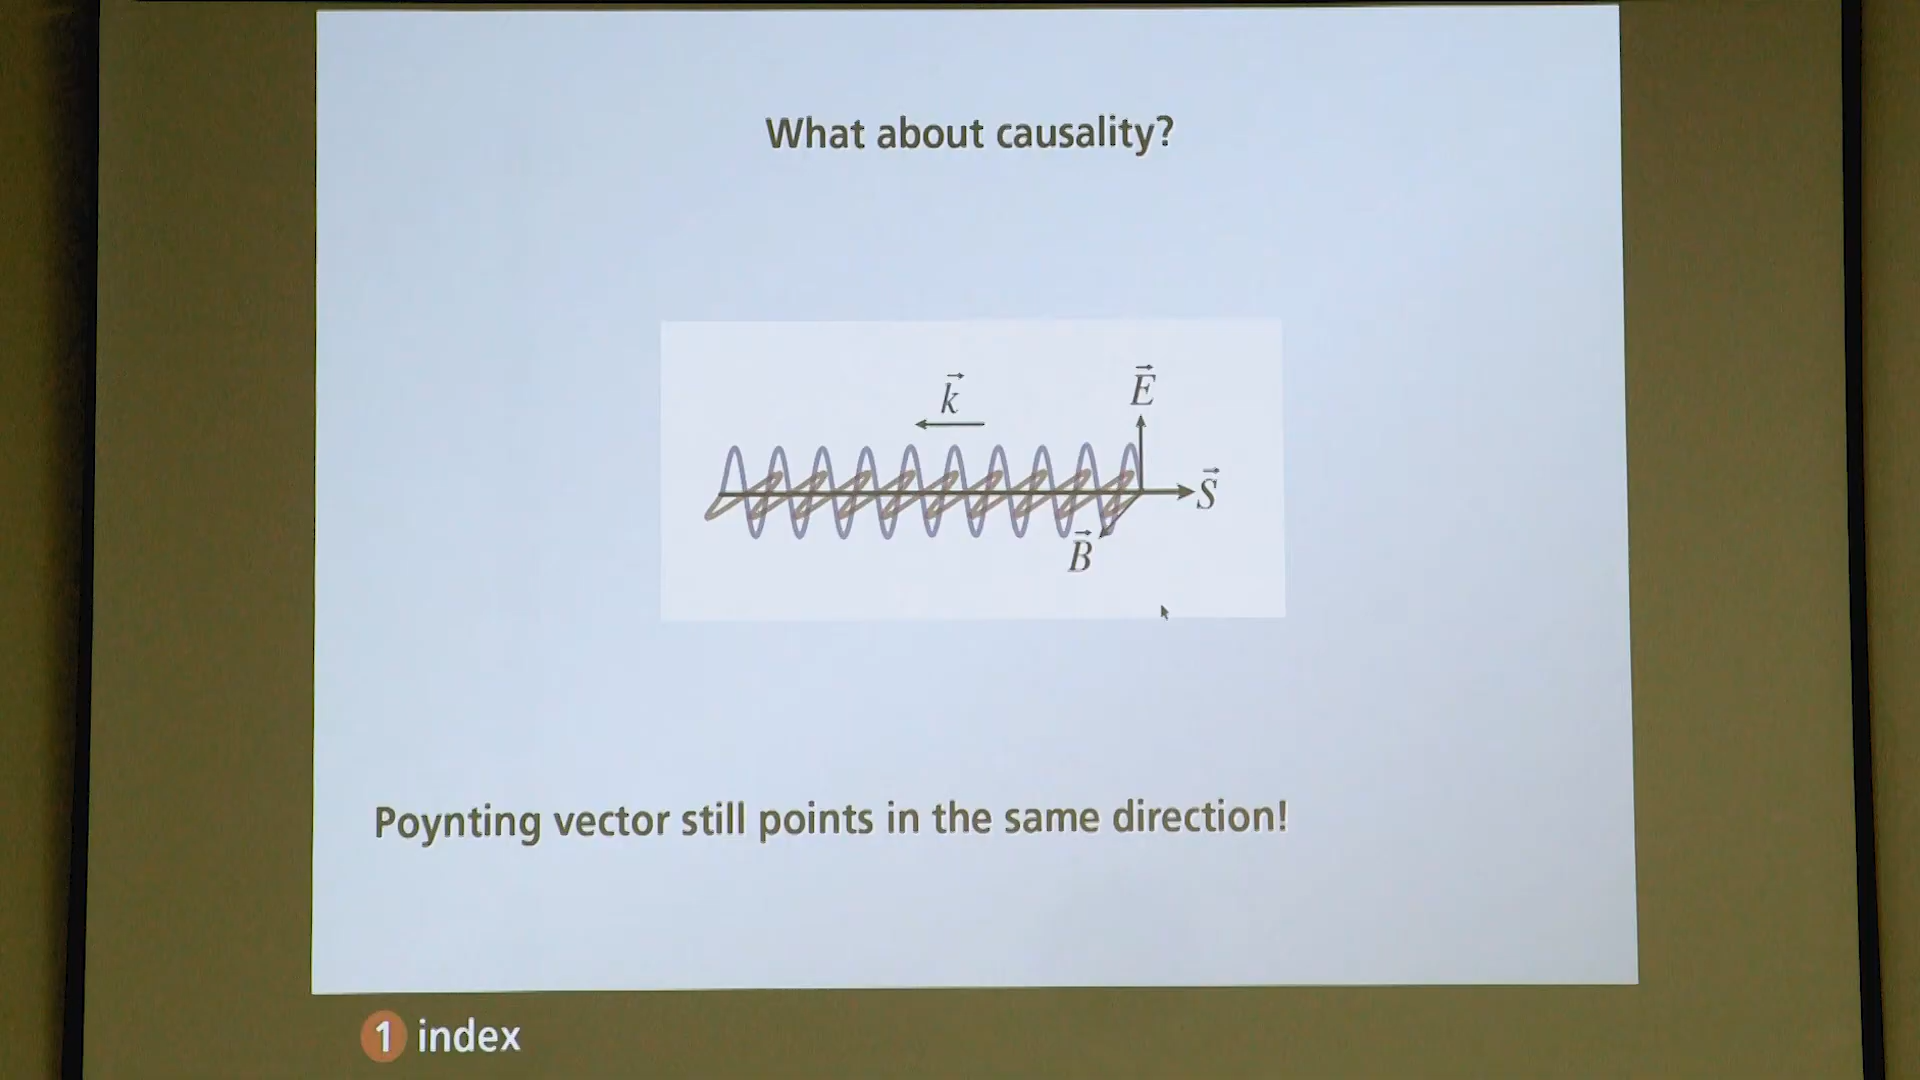 What about causality?
k⃗
E⃗
S⃗
B⃗
Poynting vector still points in the same direction!
1 index